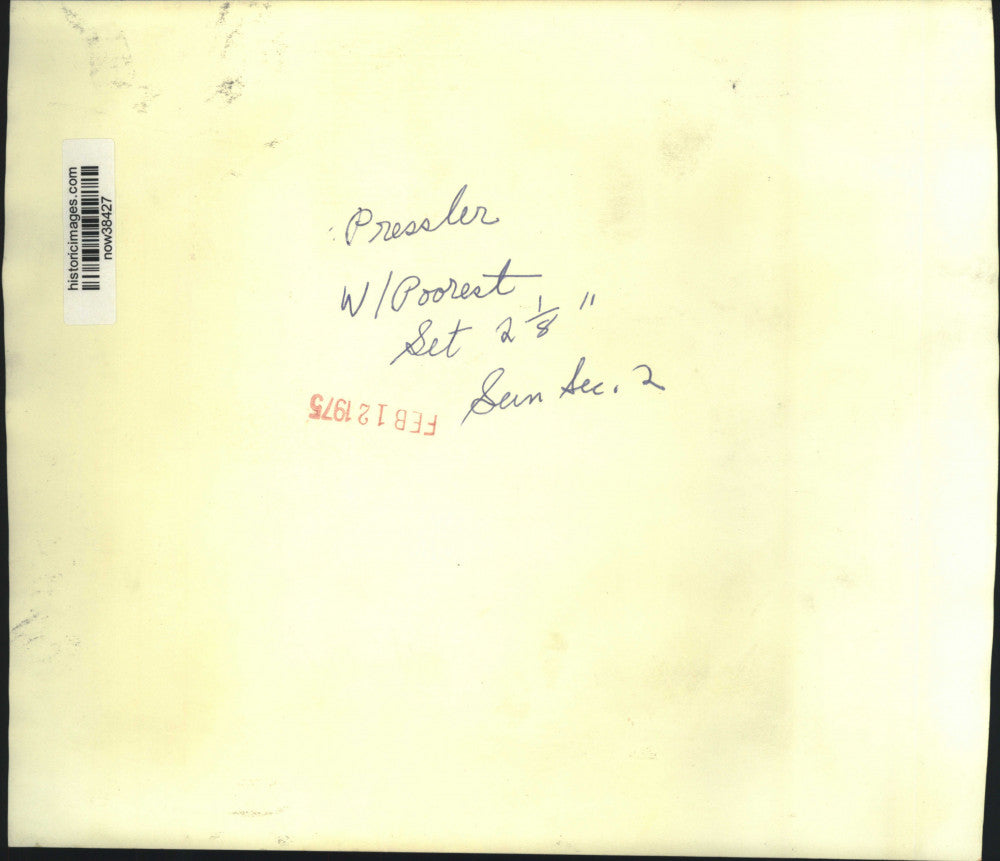 historicimages.com
now38427
Pressler
W/Poorest
Set 2 1/8"
Sun Sec. 2
FEB 12 1975